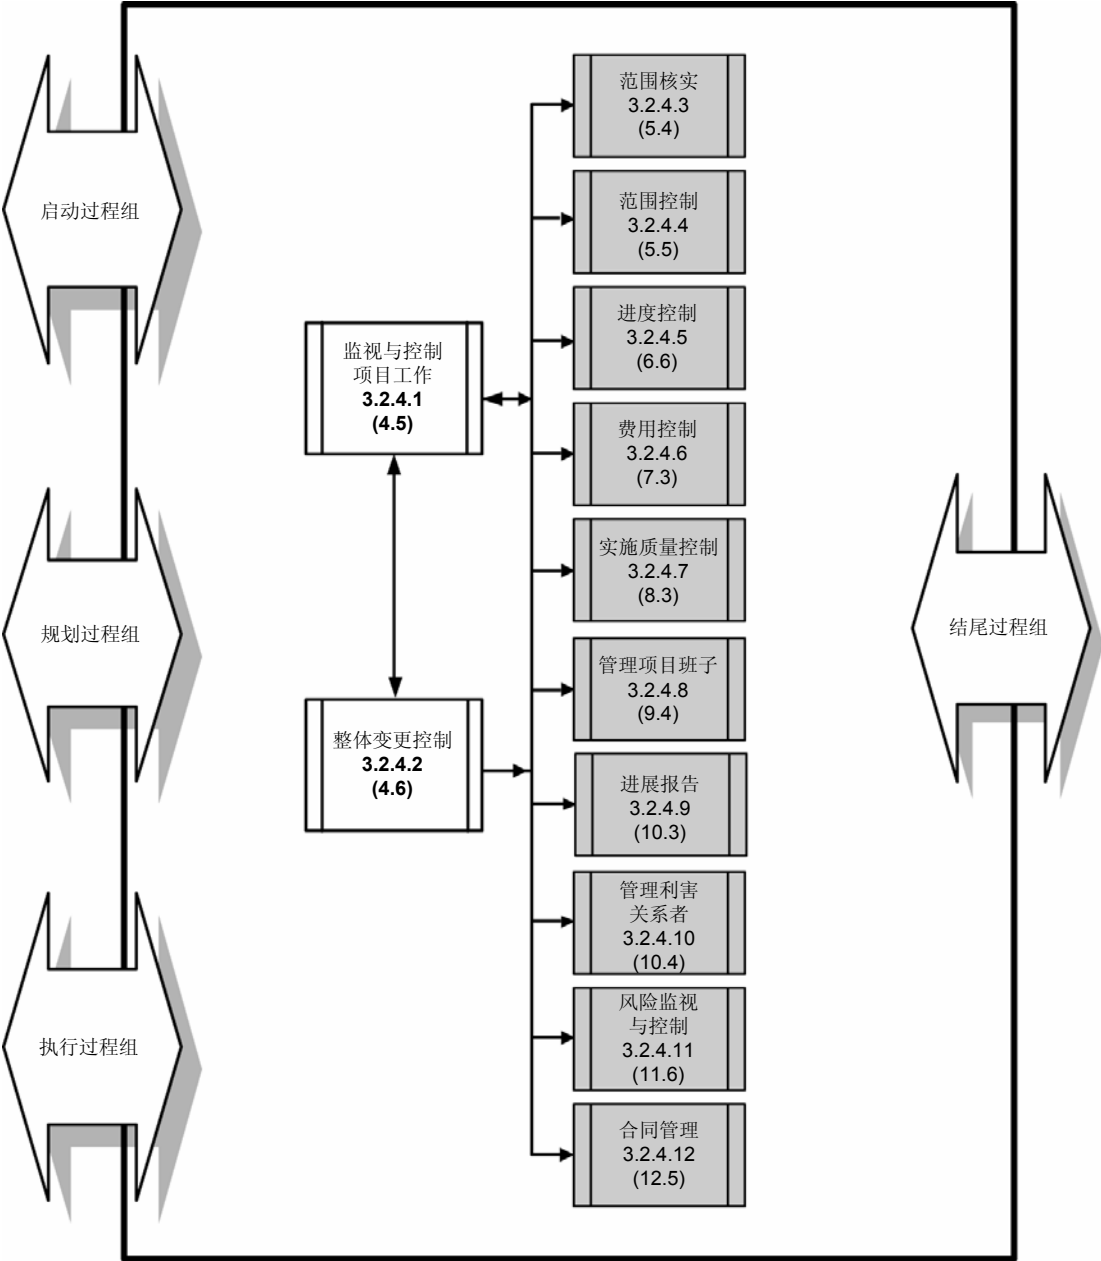 启动过程组
规划过程组
执行过程组
监视与控制
项目工作
3.2.4.1
(4.5)
整体变更控制
3.2.4.2
(4.6)
范围核实
3.2.4.3
(5.4)
范围控制
3.2.4.4
(5.5)
进度控制
3.2.4.5
(6.6)
费用控制
3.2.4.6
(7.3)
实施质量控制
3.2.4.7
(8.3)
管理项目班子
3.2.4.8
(9.4)
进展报告
3.2.4.9
(10.3)
管理利害
关系者
3.2.4.10
(10.4)
风险监视
与控制
3.2.4.11
(11.6)
合同管理
3.2.4.12
(12.5)
结尾过程组